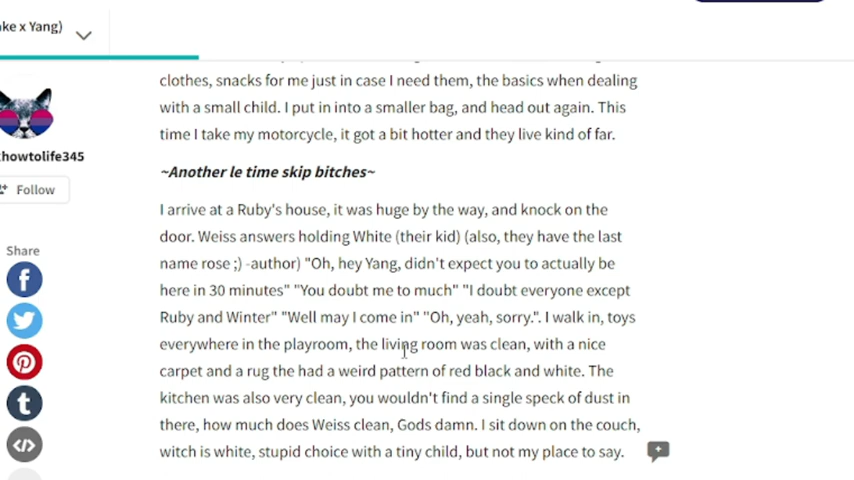 ke x Yang)
clothes, snacks for me just in case I need them, the basics when dealing
with a small child. I put in into a smaller bag, and head out again. This
time I take my motorcycle, it got a bit hotter and they live kind of far.
howtolife345
Follow
~Another le time skip bitches~
I arrive at a Ruby's house, it was huge by the way, and knock on the
door. Weiss answers holding White (their kid) (also, they have the last
name rose ;) -author) "Oh, hey Yang, didn't expect you to actually be
here in 30 minutes" "You doubt me to much" "I doubt everyone except
Ruby and Winter" "Well may I come in" "Oh, yeah, sorry.". I walk in, toys
everywhere in the playroom, the living room was clean, with a nice
carpet and a rug the had a weird pattern of red black and white. The
kitchen was also very clean, you wouldn't find a single speck of dust in
there, how much does Weiss clean, Gods damn. I sit down on the couch,
witch is white, stupid choice with a tiny child, but not my place to say.
Share